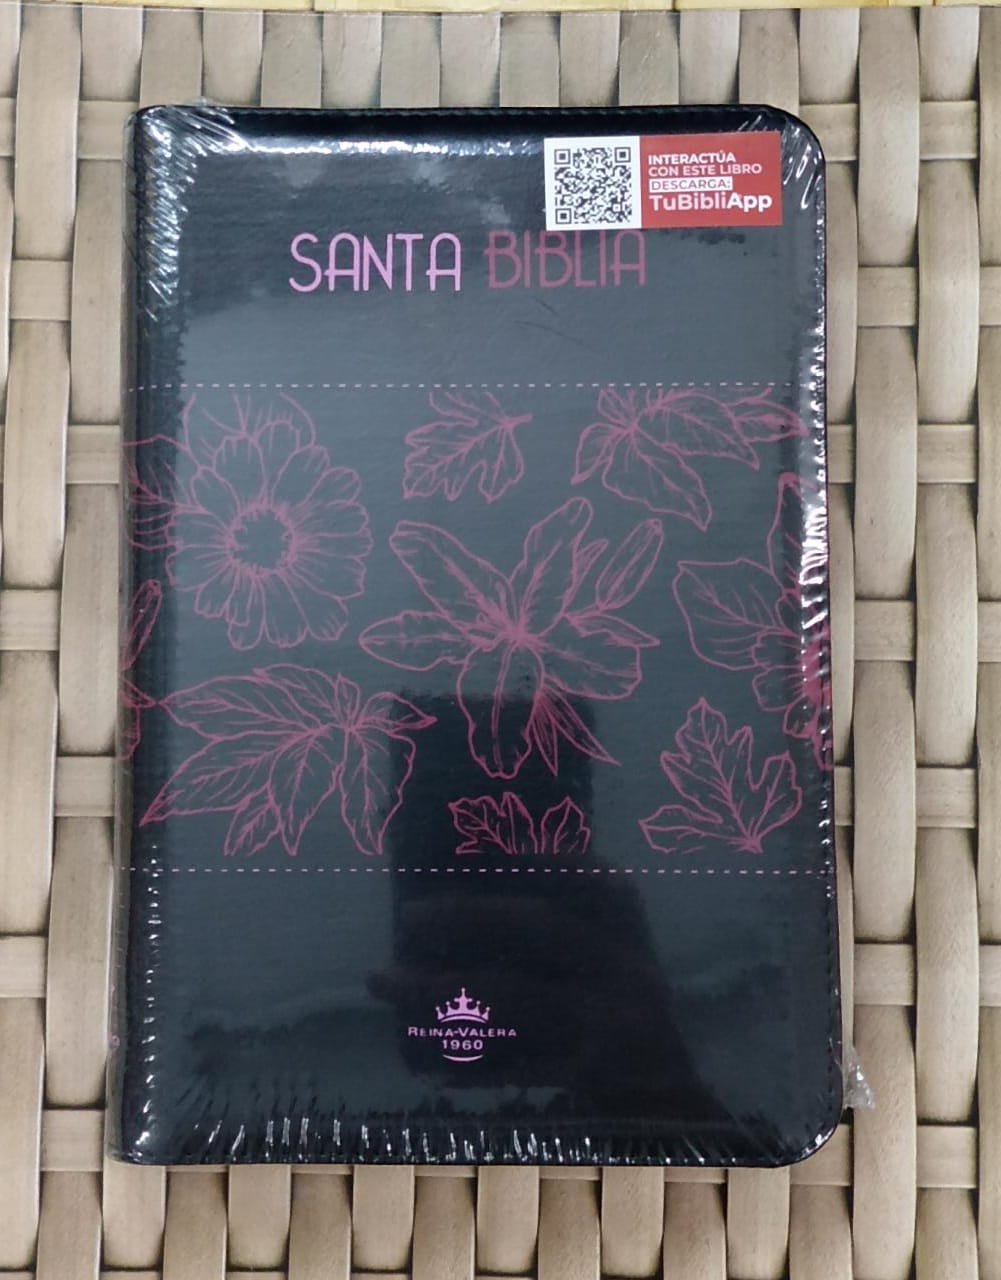 INTERACTÚA
CON ESTE LIBRO
DESCARGA:
TuBibliApp
SANTA BIBLIA
REINA-VALERA
1960